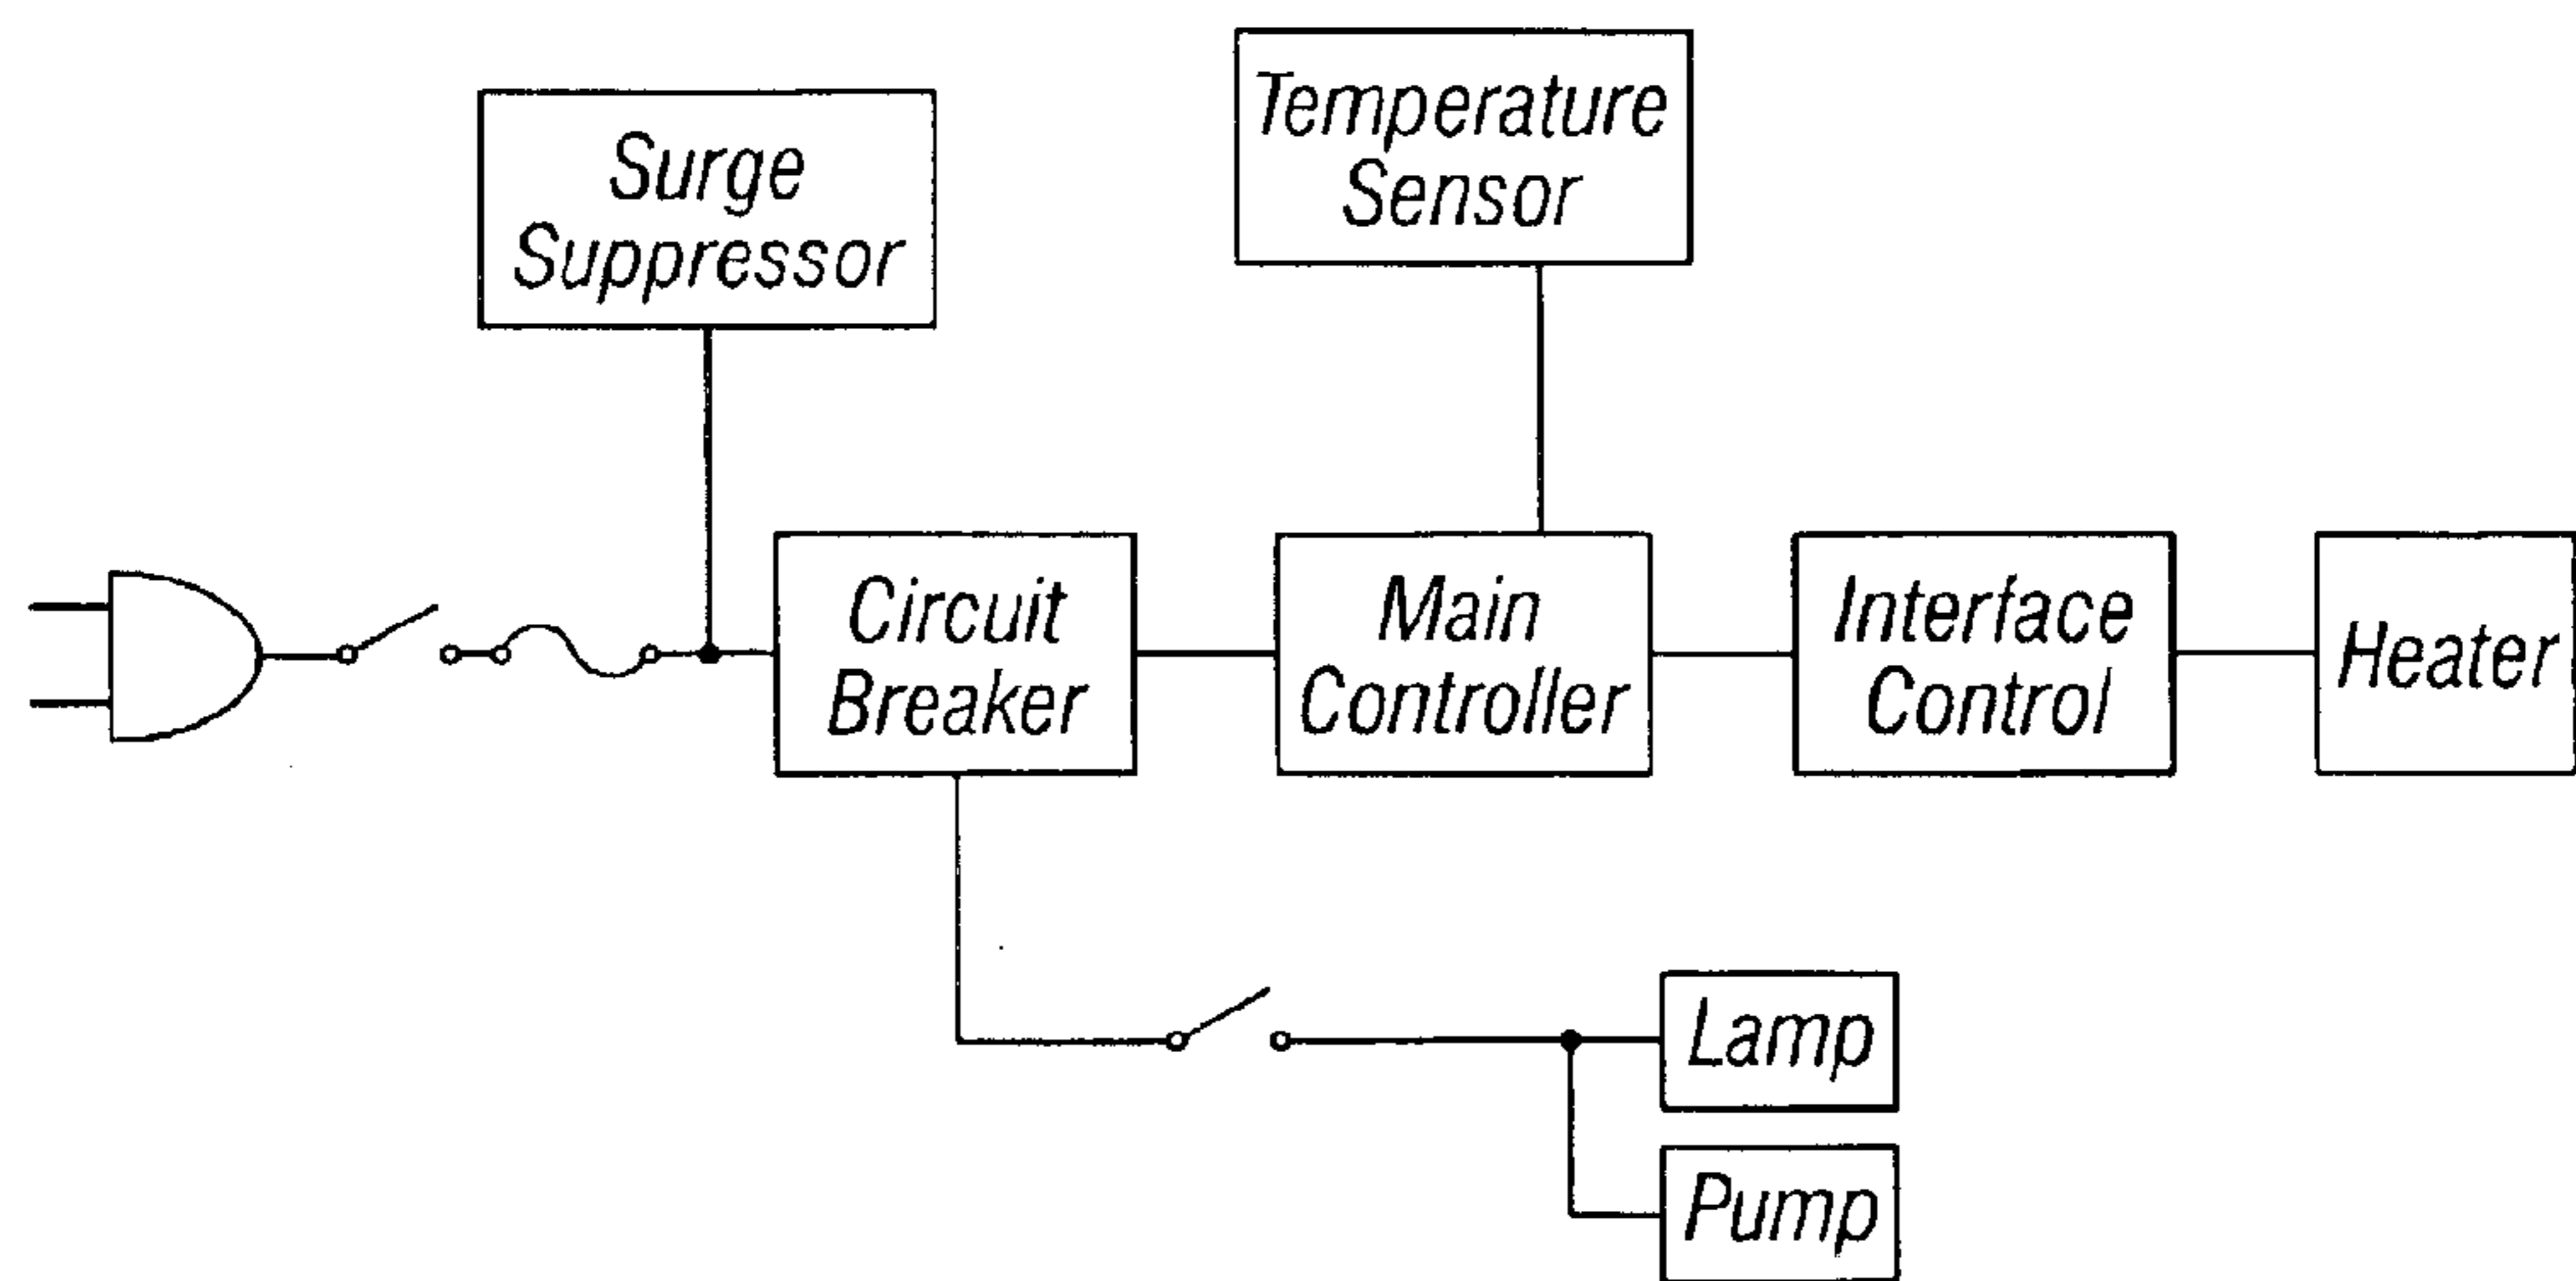 Surge
Suppressor
Temperature
Sensor
Circuit
Breaker
Main
Controller
Interface
Control
Heater
Lamp
Pump